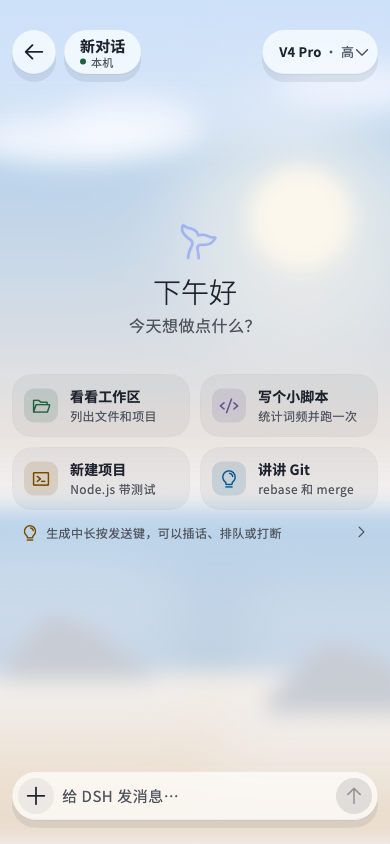 新对话
本机
V4 Pro · 高
下午好
今天想做点什么？
看看工作区
列出文件和项目
写个小脚本
统计词频并跑一次
新建项目
Node.js 带测试
讲讲 Git
rebase 和 merge
生成中长按发送键，可以插话、排队或打断
给 DSH 发消息…